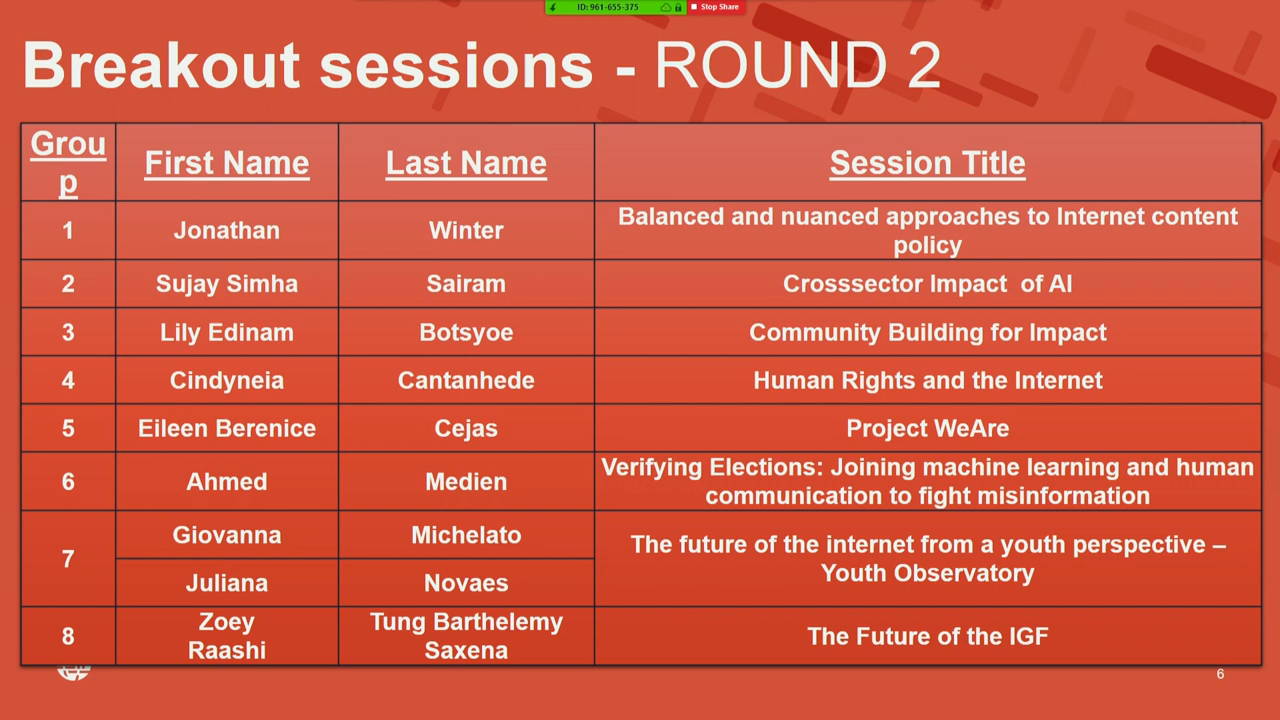 ID: 961-655-375 Stop Share
Breakout sessions - ROUND 2
Grou
p
First Name
Last Name
Session Title
1
Jonathan
Winter
Balanced and nuanced approaches to Internet content
policy
2
Sujay Simha
Sairam
Crosssector Impact of AI
3
Lily Edinam
Botsyoe
Community Building for Impact
4
Cindyneia
Cantanhede
Human Rights and the Internet
5
Eileen Berenice
Cejas
Project WeAre
6
Ahmed
Medien
Verifying Elections: Joining machine learning and human
communication to fight misinformation
7
Giovanna
Michelato
Juliana
Novaes
The future of the internet from a youth perspective –
Youth Observatory
8
Zoey
Raashi
Tung Barthelemy
Saxena
The Future of the IGF
6